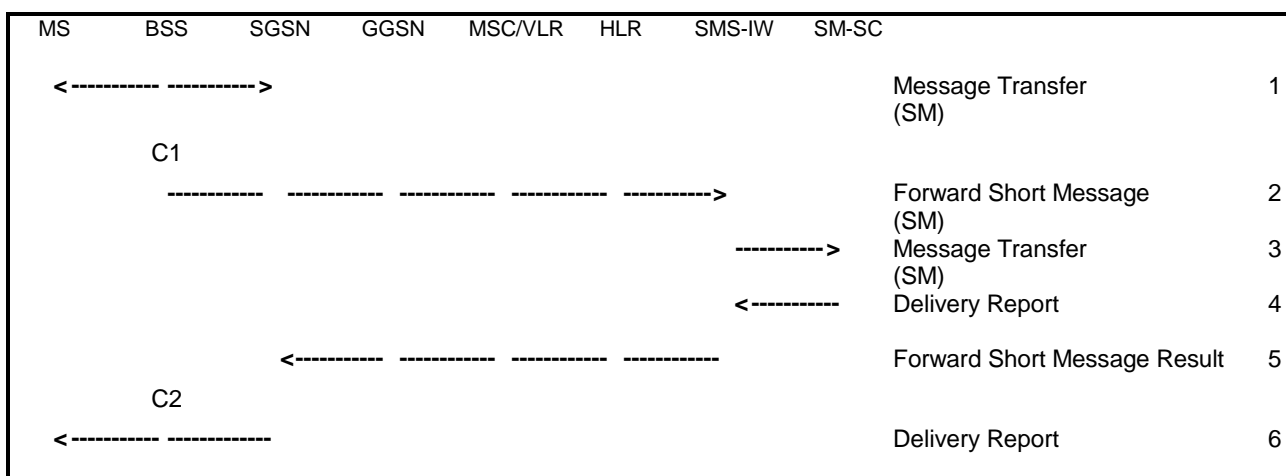 MS BSS SGSN GGSN MSC/VLR HLR SMS-IW SM-SC
<----------- -----------> Message Transfer 1
(SM)
C1
------------ ------------ ------------ ------------ -----------> Forward Short Message 2
(SM)
-----------> Message Transfer 3
(SM)
<----------- Delivery Report 4
<----------- ------------ ------------ ------------ Forward Short Message Result 5
C2
<----------- ------------- Delivery Report 6